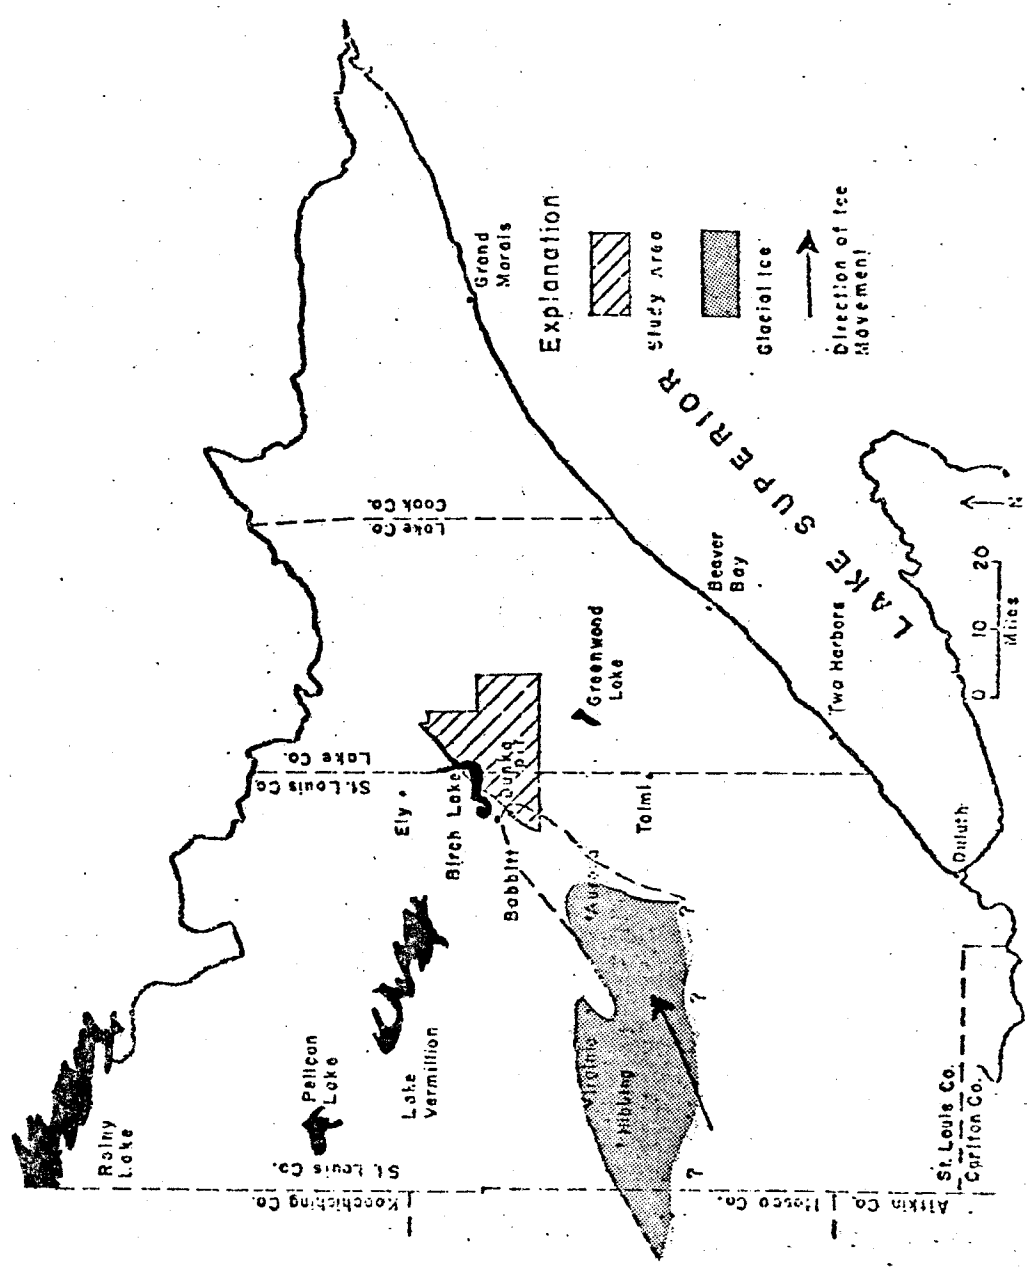 Rainy
Lake
Pelican
Lake
Lake
Vermillion
Koochiching Co.
St. Louis Co.
St. Louis Co.
Lake Co.
Lake Co.
Cook Co.
Ely
Birch Lake
Babbitt
Dunka
Aurora
Virginia
Hibbing
Toimi
Greenwood
Lake
Beaver
Bay
Two Harbors
Duluth
Grand
Marais
LAKE SUPERIOR
?
?
?
Itasca Co.
Aitkin Co.
St. Louis Co.
Carlton Co.
Explanation
Study Area
Glacial Ice
Direction of Ice
Movement
0 10 20
Miles
N